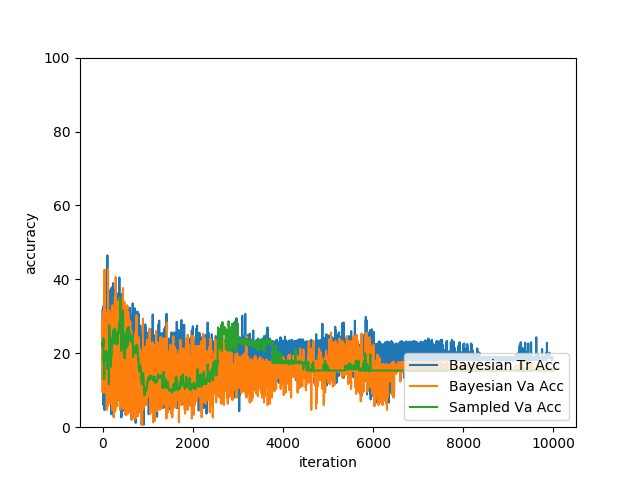 100
80
60
40
20
0
accuracy
0 2000 4000 6000 8000 10000
iteration
Bayesian Tr Acc
Bayesian Va Acc
Sampled Va Acc